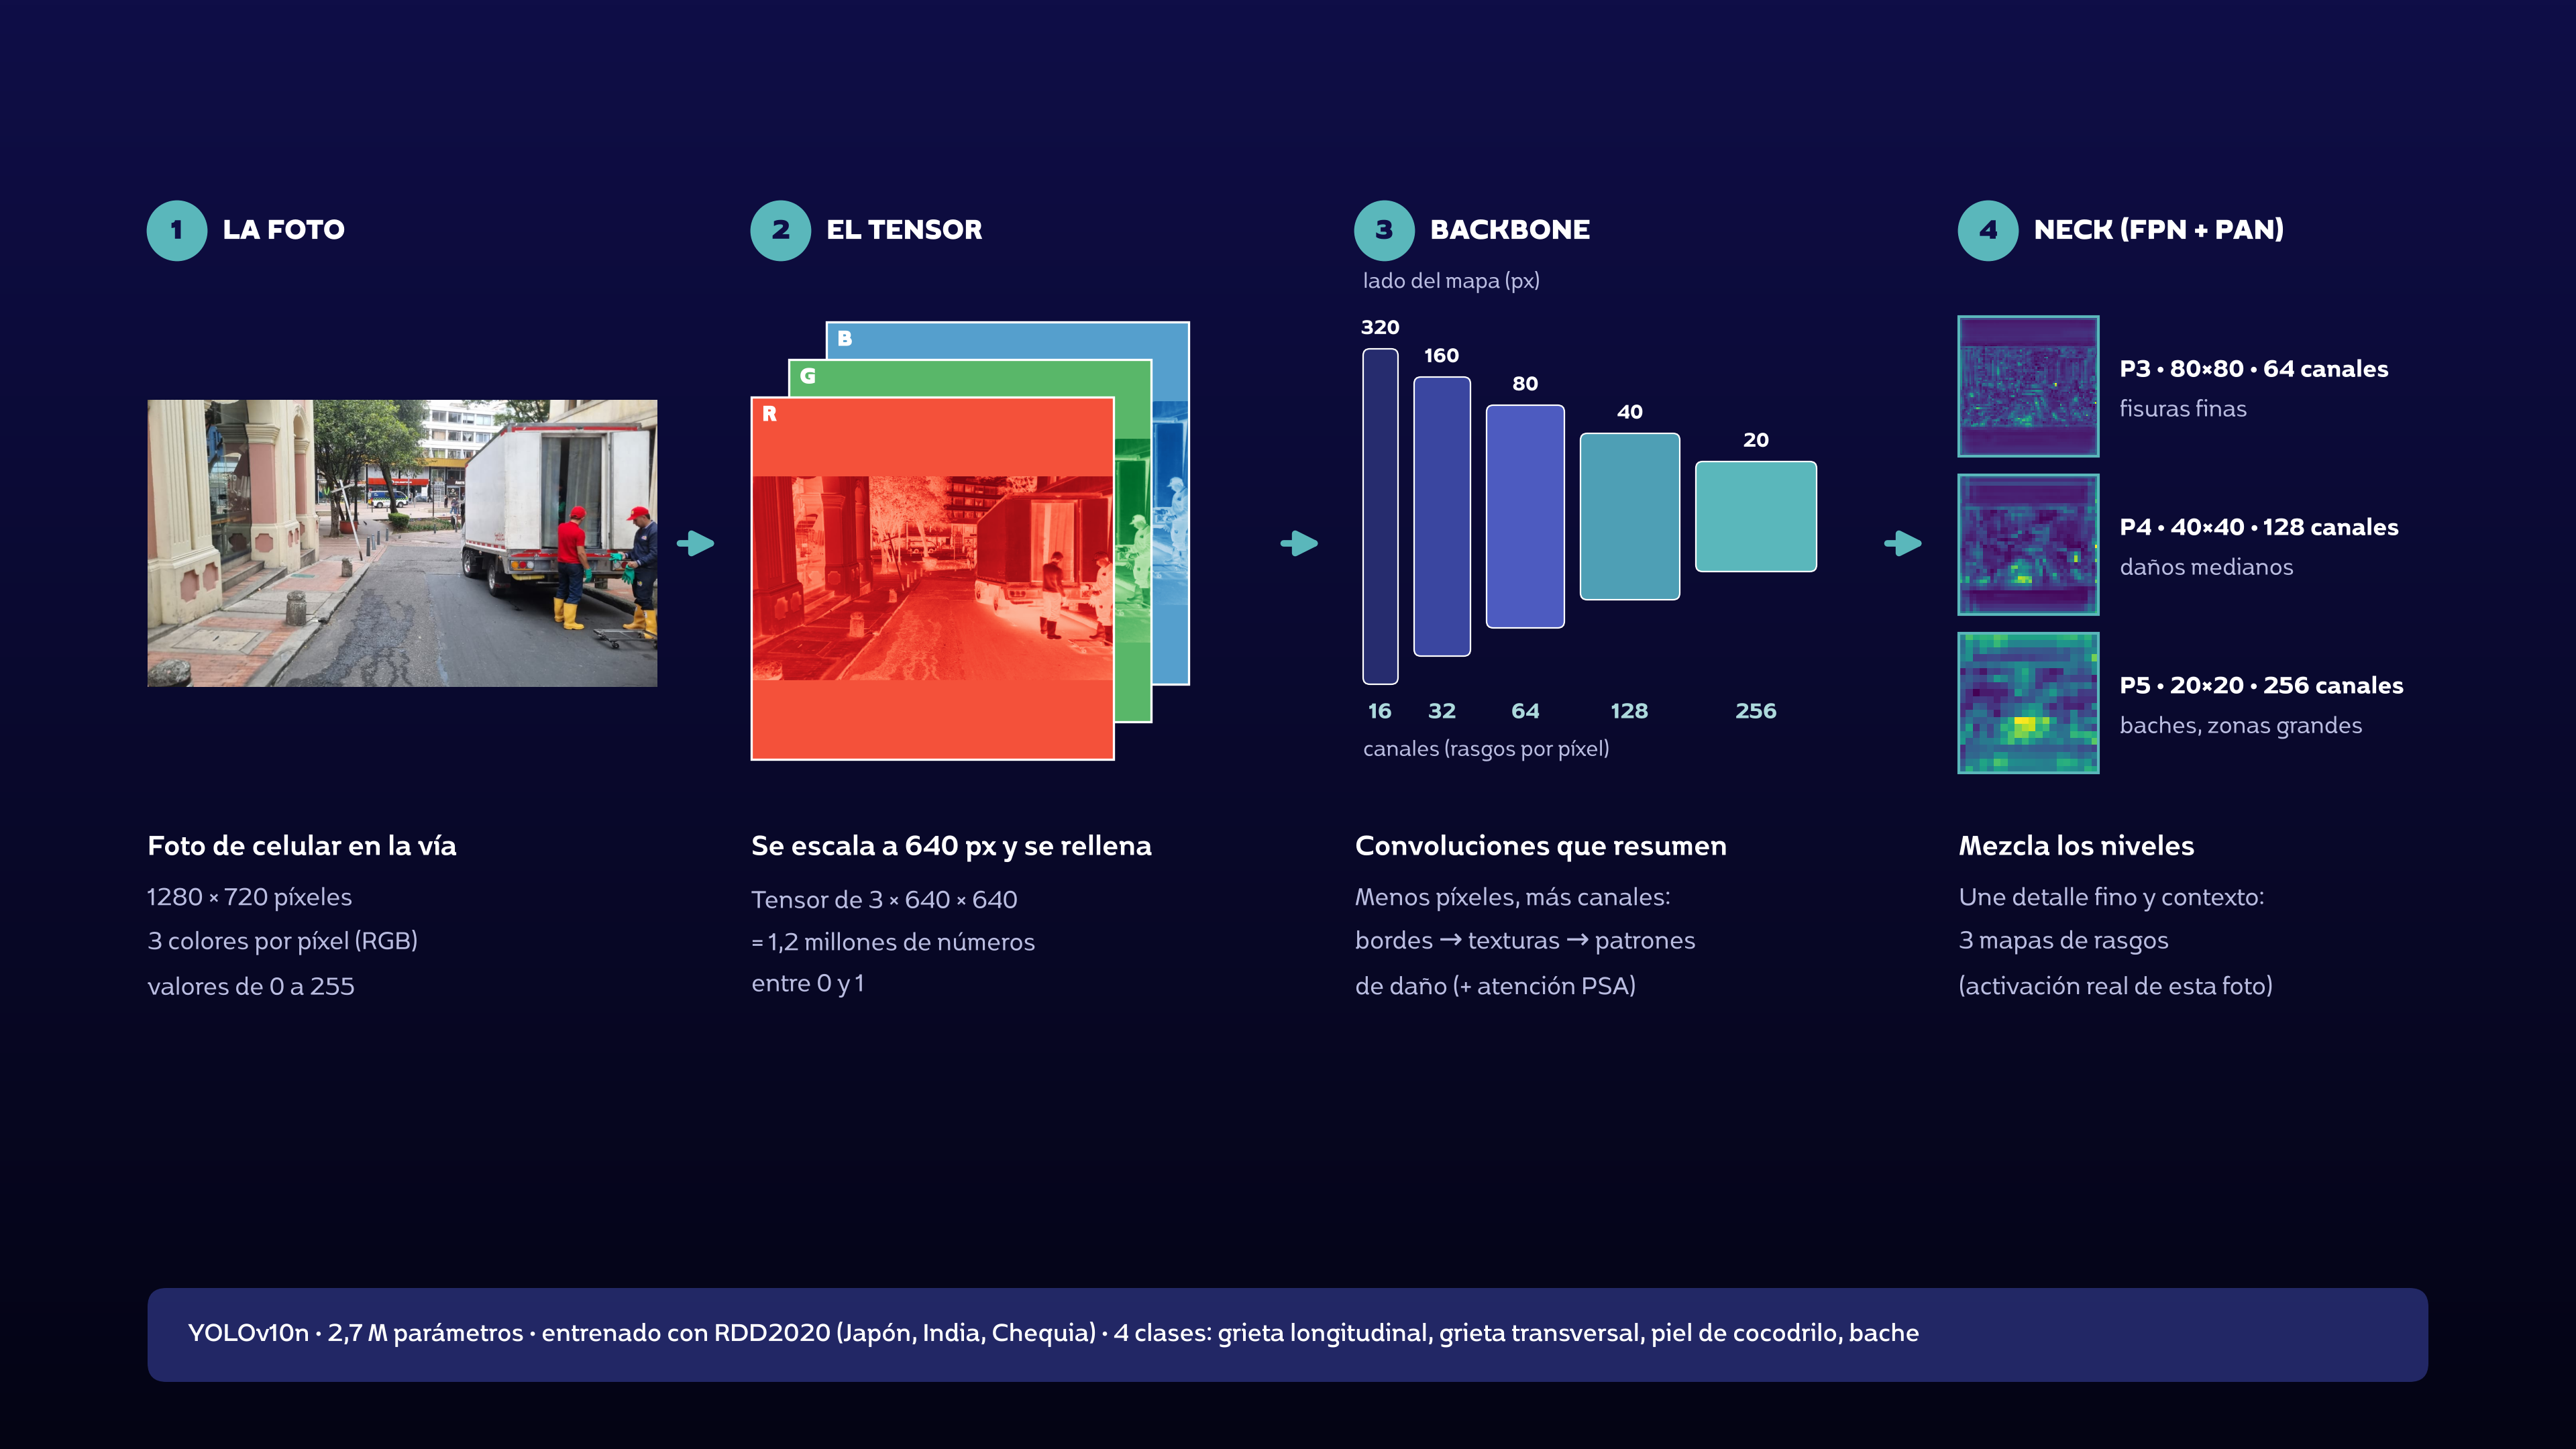 1 LA FOTO
Foto de celular en la vía
1280 × 720 píxeles
3 colores por píxel (RGB)
valores de 0 a 255
2 EL TENSOR
B
G
R
Se escala a 640 px y se rellena
Tensor de 3 × 640 × 640
= 1,2 millones de números
entre 0 y 1
3 BACKBONE
lado del mapa (px)
320
160
80
40
20
16 32 64 128 256
canales (rasgos por píxel)
Convoluciones que resumen
Menos píxeles, más canales:
bordes → texturas → patrones
de daño (+ atención PSA)
4 NECK (FPN + PAN)
P3 • 80×80 • 64 canales
fisuras finas
P4 • 40×40 • 128 canales
daños medianos
P5 • 20×20 • 256 canales
baches, zonas grandes
Mezcla los niveles
Une detalle fino y contexto:
3 mapas de rasgos
(activación real de esta foto)
YOLOv10n • 2,7 M parámetros • entrenado con RDD2020 (Japón, India, Chequia) • 4 clases: grieta longitudinal, grieta transversal, piel de cocodrilo, bache